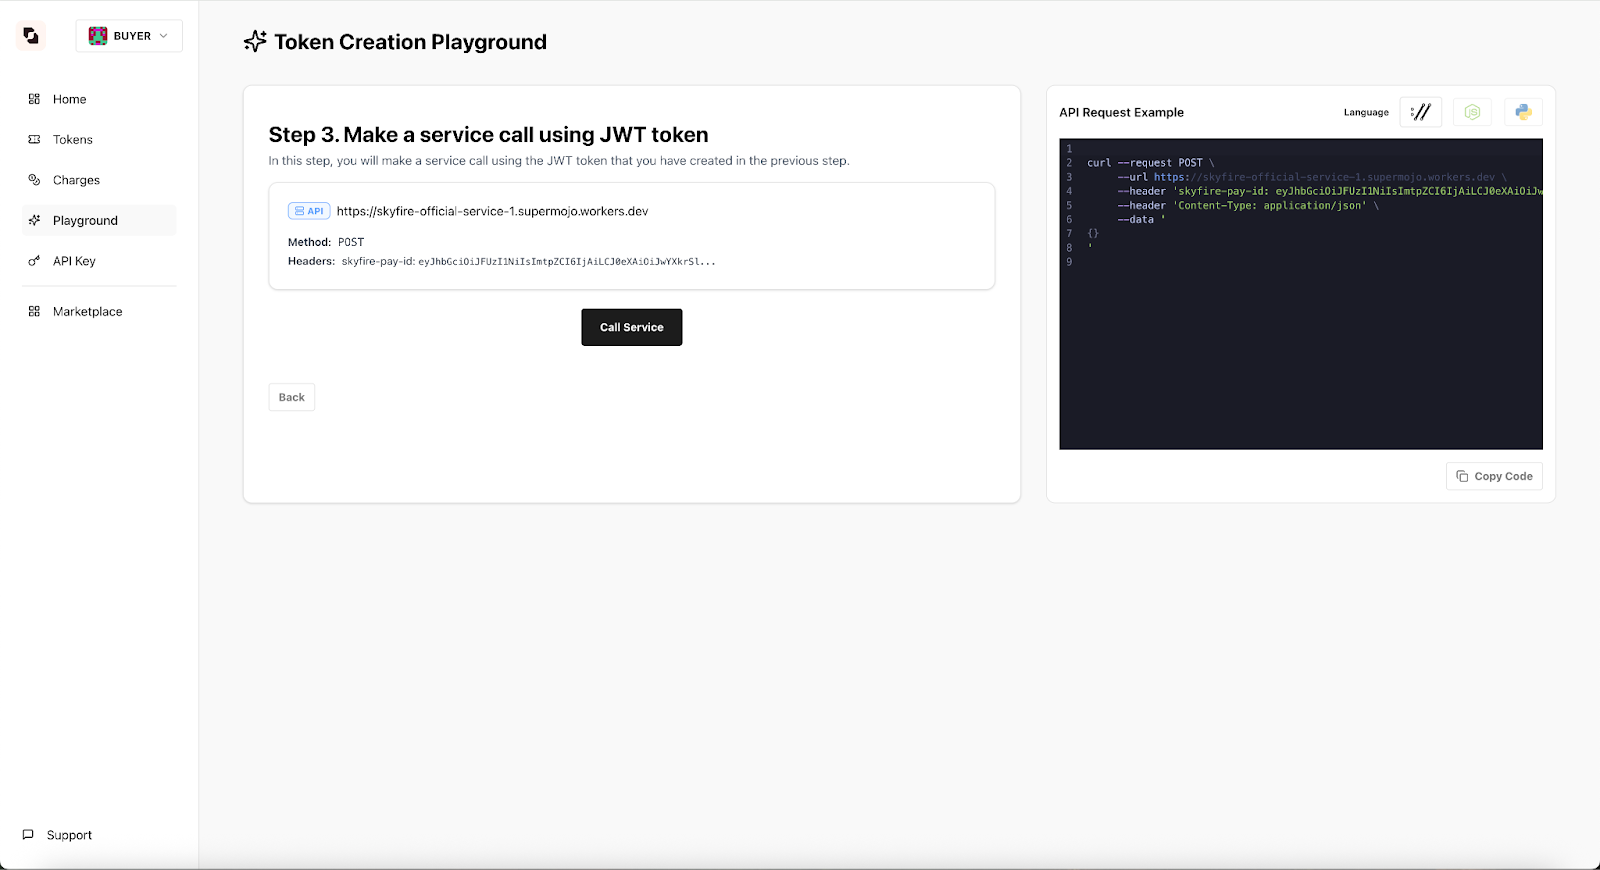 BUYER
Home
Tokens
Charges
Playground
API Key
Marketplace
Support
Token Creation Playground
Step 3. Make a service call using JWT token
In this step, you will make a service call using the JWT token that you have created in the previous step.
API https://skyfire-official-service-1.supermojo.workers.dev
Method: POST
Headers: skyfire-pay-id: eyJhbGciOiJFUzI1NiIsImtpZCI6IjAiLCJ0eXAiOiJwYXkrSl...
Call Service
Back
API Request Example
Language
1
2 curl --request POST \
3 --url https://skyfire-official-service-1.supermojo.workers.dev \
4 --header 'skyfire-pay-id: eyJhbGciOiJFUzI1NiIsImtpZCI6IjAiLCJ0eXAiOiJw
5 --header 'Content-Type: application/json' \
6 --data '
7 {}
8 '
9
Copy Code